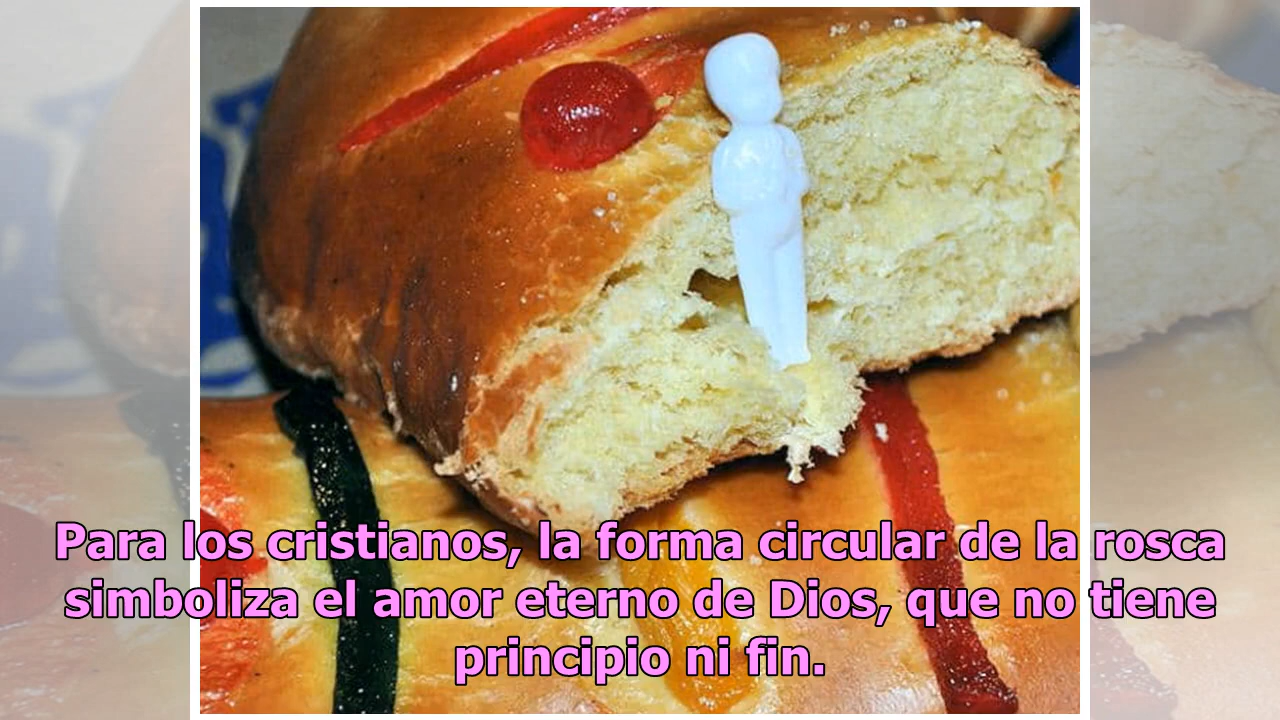 Para los cristianos, la forma circular de la rosca
simboliza el amor eterno de Dios, que no tiene
principio ni fin.